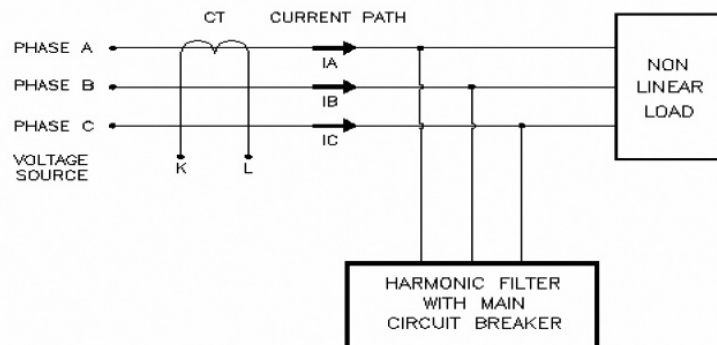 CT CURRENT PATH
PHASE A
IA
PHASE B
IB
PHASE C
IC
VOLTAGE
SOURCE
K L
NON
LINEAR
LOAD
HARMONIC FILTER
WITH MAIN
CIRCUIT BREAKER